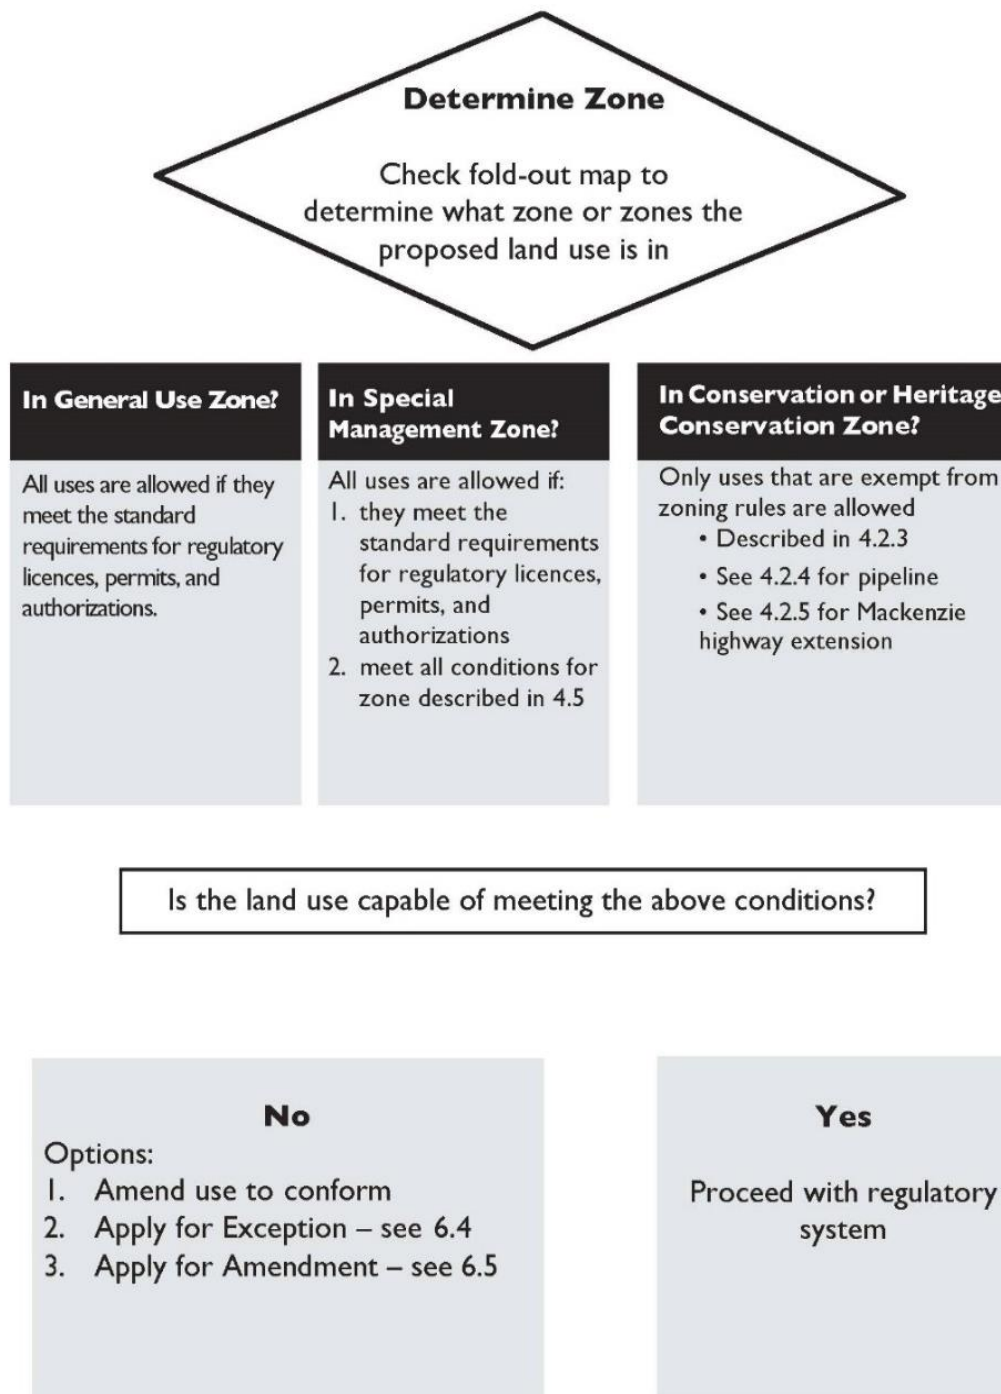 Determine Zone
Check fold-out map to
determine what zone or zones the
proposed land use is in
In General Use Zone?
All uses are allowed if they
meet the standard
requirements for regulatory
licences, permits, and
authorizations.
In Special
Management Zone?
All uses are allowed if:
1. they meet the
standard requirements
for regulatory licences,
permits, and
authorizations
2. meet all conditions for
zone described in 4.5
In Conservation or Heritage
Conservation Zone?
Only uses that are exempt from
zoning rules are allowed
• Described in 4.2.3
• See 4.2.4 for pipeline
• See 4.2.5 for Mackenzie
highway extension
Is the land use capable of meeting the above conditions?
No
Options:
1. Amend use to conform
2. Apply for Exception – see 6.4
3. Apply for Amendment – see 6.5
Yes
Proceed with regulatory
system